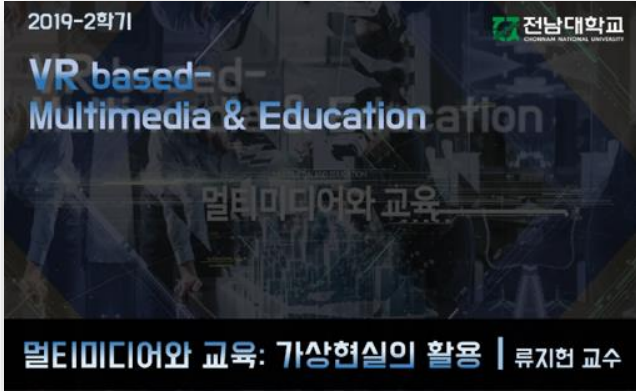 2019-2학기
전남대학교
CHONNAM NATIONAL UNIVERSITY
VR based-
Multimedia & Education
멀티미디어와 교육
멀티미디어와 교육: 가상현실의 활용 | 류지헌 교수